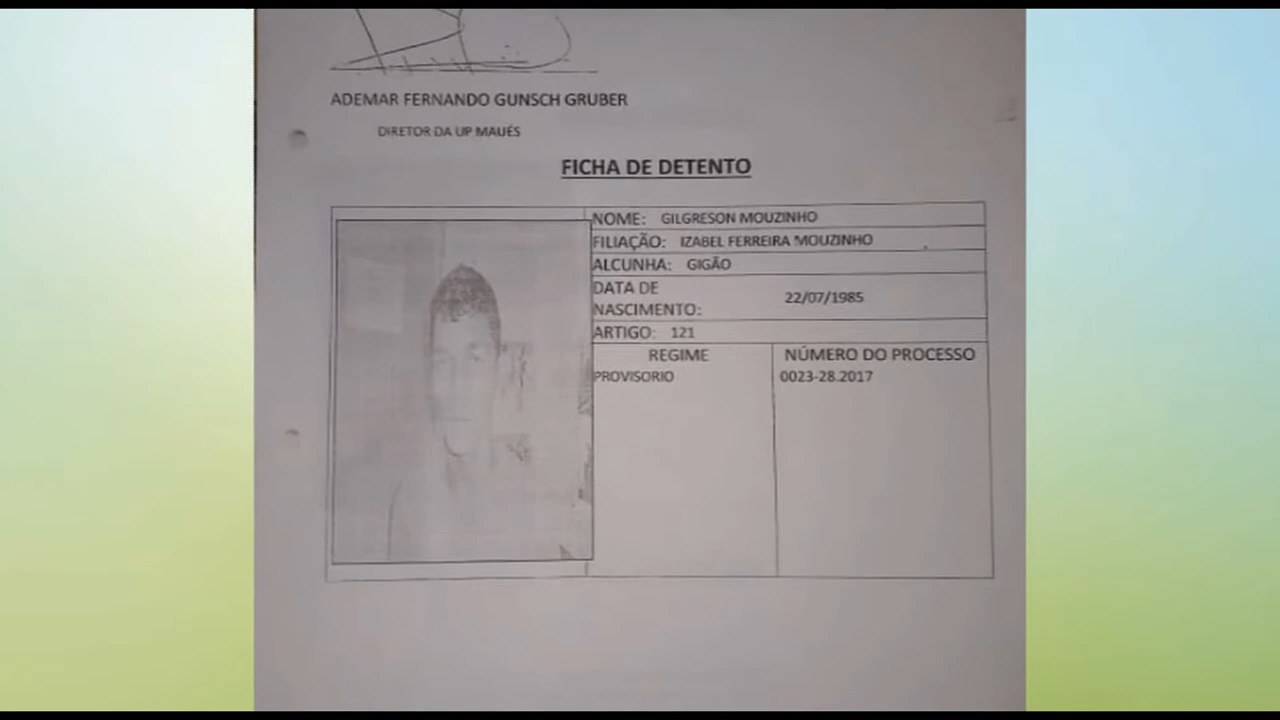 ADEMAR FERNANDO GUNSCH GRUBER
DIRETOR DA UP MAUÉS
FICHA DE DETENTO
NOME: GILGRESON MOUZINHO
FILIAÇÃO: IZABEL FERREIRA MOUZINHO
ALCUNHA: GIGÃO
DATA DE
NASCIMENTO: 22/07/1985
ARTIGO: 121
REGIME NÚMERO DO PROCESSO
PROVISORIO 0023-28.2017